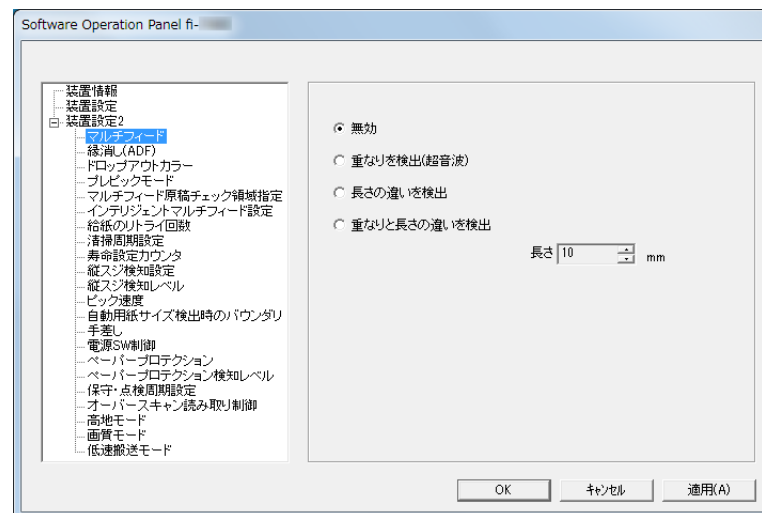 Software Operation Panel fi-
装置情報
装置設定
装置設定2
マルチフィード
縁消し(ADF)
ドロップアウトカラー
プレピックモード
マルチフィード原稿チェック領域指定
インテリジェントマルチフィード設定
給紙のリトライ回数
清掃周期設定
寿命設定カウンタ
縦スジ検知設定
縦スジ検知レベル
ピック速度
自動用紙サイズ検出時のバウンダリ
手差し
電源SW制御
ペーパープロテクション
ペーパープロテクション検知レベル
保守・点検周期設定
オーバースキャン読み取り制御
高地モード
画質モード
低速搬送モード
無効
重なりを検出(超音波)
長さの違いを検出
重なりと長さの違いを検出
長さ 10 mm
OK キャンセル 適用(A)